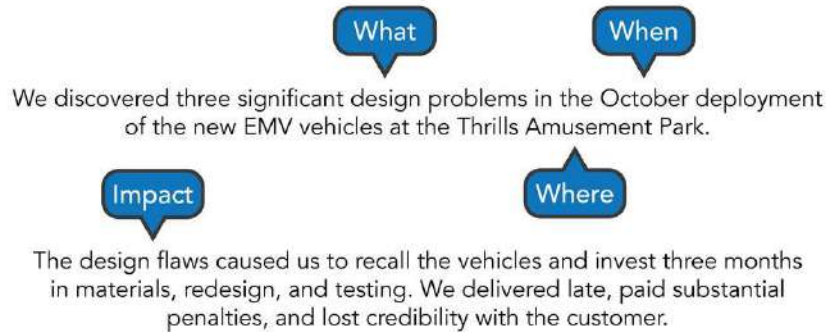 What
When
We discovered three significant design problems in the October deployment
of the new EMV vehicles at the Thrills Amusement Park.
Impact
Where
The design flaws caused us to recall the vehicles and invest three months
in materials, redesign, and testing. We delivered late, paid substantial
penalties, and lost credibility with the customer.